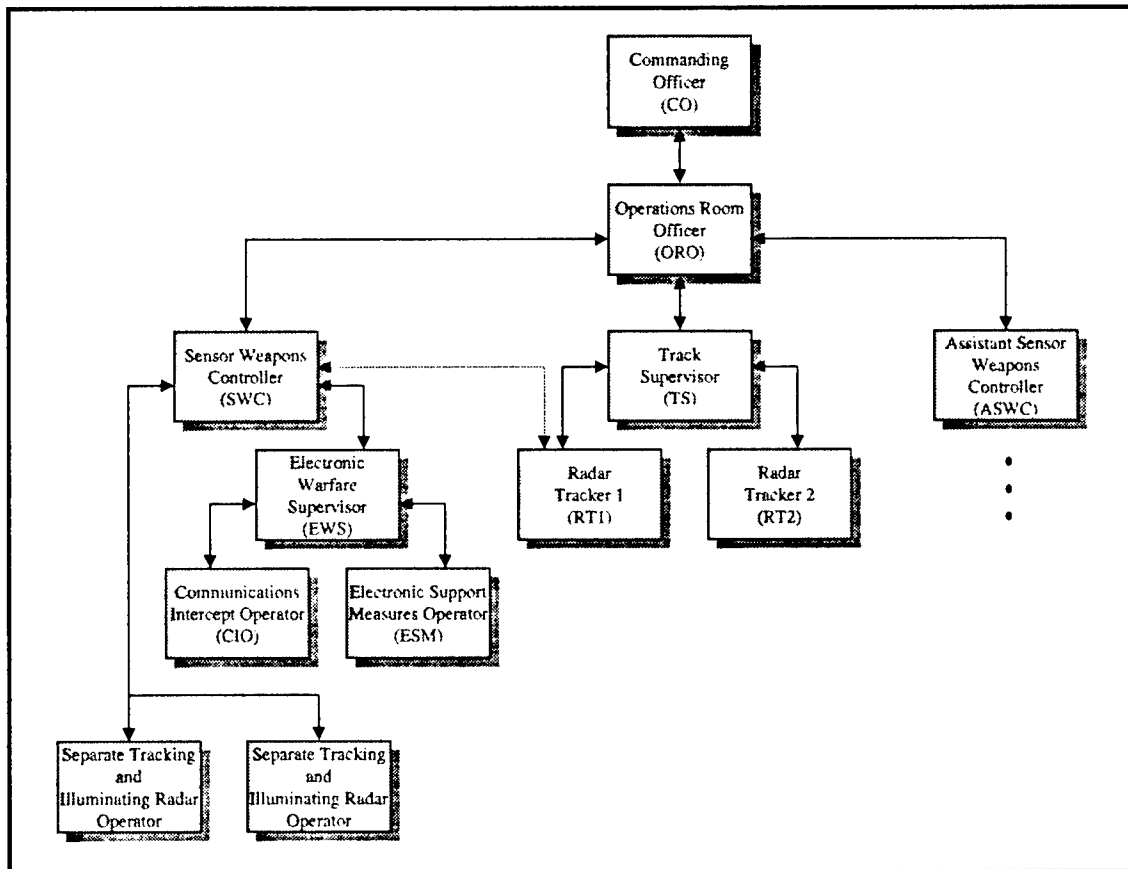 Commanding
Officer
(CO)
Operations Room
Officer
(ORO)
Sensor Weapons
Controller
(SWC)
Track
Supervisor
(TS)
Assistant Sensor
Weapons
Controller
(ASWC)
Electronic
Warfare
Supervisor
(EWS)
Radar
Tracker 1
(RT1)
Radar
Tracker 2
(RT2)
Communications
Intercept Operator
(CIO)
Electronic Support
Measures Operator
(ESM)
Separate Tracking
and
Illuminating Radar
Operator
Separate Tracking
and
Illuminating Radar
Operator